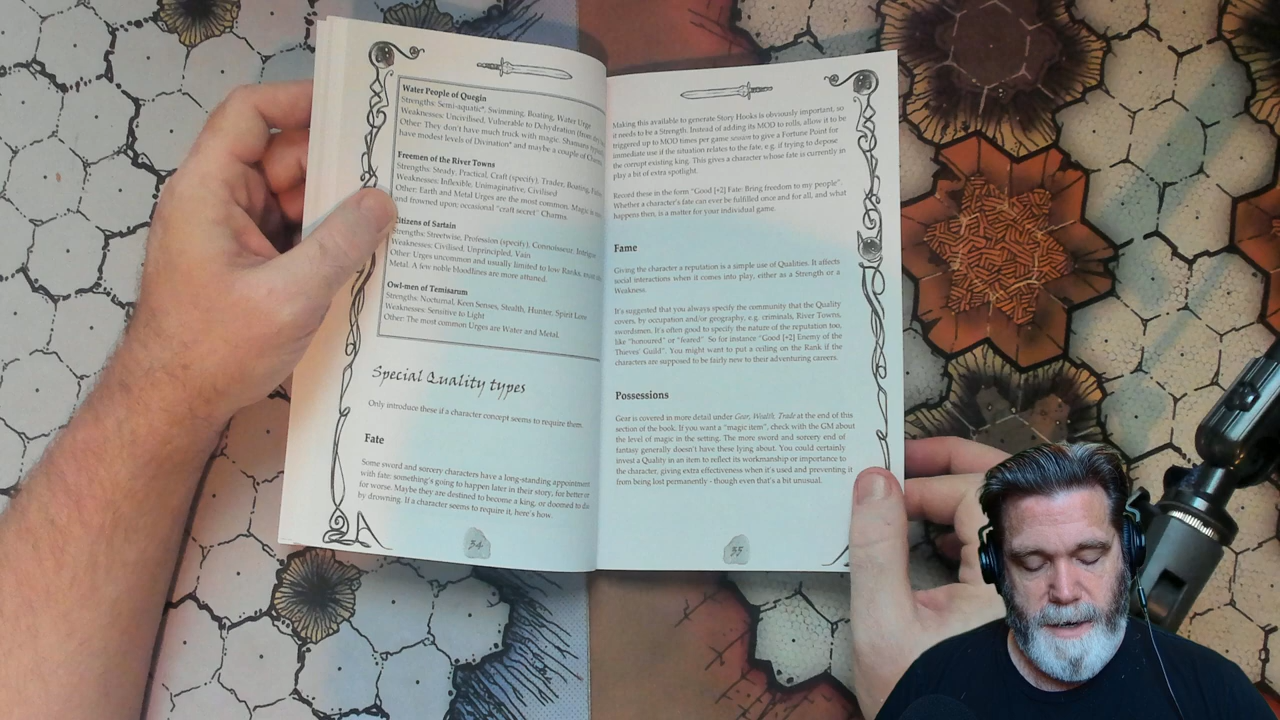 Water People of Quegin
Strengths: Semi-aquatic*, Swimming, Boating, Water Urge
Weaknesses: Uncivilised, Vulnerable to Dehydration
Other: They don't have much truck with magic. Shamans
have modest levels of Divination* and maybe a couple of Charms
Freemen of the River Towns
Strengths: Steady, Practical, Craft (specify), Trader, Boating,
Weaknesses: Inflexible, Unimaginative, Civilised
Other: Earth and Metal Urges are the most common. Magic is
and frowned upon; occasional "craft secret" Charms.
Citizens of Sartain
Strengths: Streetwise, Profession (specify), Connoisseur, Intrigue
Weaknesses: Civilised, Unprincipled, Vain
Other: Urges uncommon and usually limited to low Ranks,
Metal. A few noble bloodlines are more attuned.
Owl-men of Temisarum
Strengths: Nocturnal, Keen Senses, Stealth, Hunter, Spirit Lore
Weaknesses: Sensitive to Light
Other: The most common Urges are Water and Metal.
Special Quality types
Only introduce these if a character concept seems to require them.
Fate
Some sword and sorcery characters have a long-standing appointment
with fate: something's going to happen later in their story, for better or
for worse. Maybe they are destined to become a king, or doomed to die
by drowning. If a character seems to require it, here's how.
34
Making this available to generate Story Hooks is obviously important, so
it needs to be a Strength. Instead of adding its MOD to rolls, allow it to be
triggered up to MOD times per game session to give a Fortune Point for
immediate use if the situation relates to the fate, e.g. if trying to depose
the corrupt existing king. This gives a character whose fate is currently in
play a bit of extra spotlight.
Record these in the form "Good [+2] Fate: Bring freedom to my people".
Whether a character's fate can ever be fulfilled once and for all, and what
happens then, is a matter for your individual game.
Fame
Giving the character a reputation is a simple use of Qualities. It affects
social interactions when it comes into play, either as a Strength or a
Weakness.
It's suggested that you always specify the community that the Quality
covers, by occupation and/or geography, e.g. criminals, River Towns,
swordsmen. It's often good to specify the nature of the reputation too,
like "honoured" or "feared". So for instance "Good [+2] Enemy of the
Thieves' Guild". You might want to put a ceiling on the Rank if the
characters are supposed to be fairly new to their adventuring careers.
Possessions
Gear is covered in more detail under Gear, Wealth, Trade at the end of this
section of the book. If you want a "magic item", check with the GM about
the level of magic in the setting. The more sword and sorcery end of
fantasy generally doesn't have these lying about. You could certainly
invest a Quality in an item to reflect its workmanship or importance to
the character, giving extra effectiveness when it's used and preventing it
from being lost permanently - though even that's a bit unusual.
35